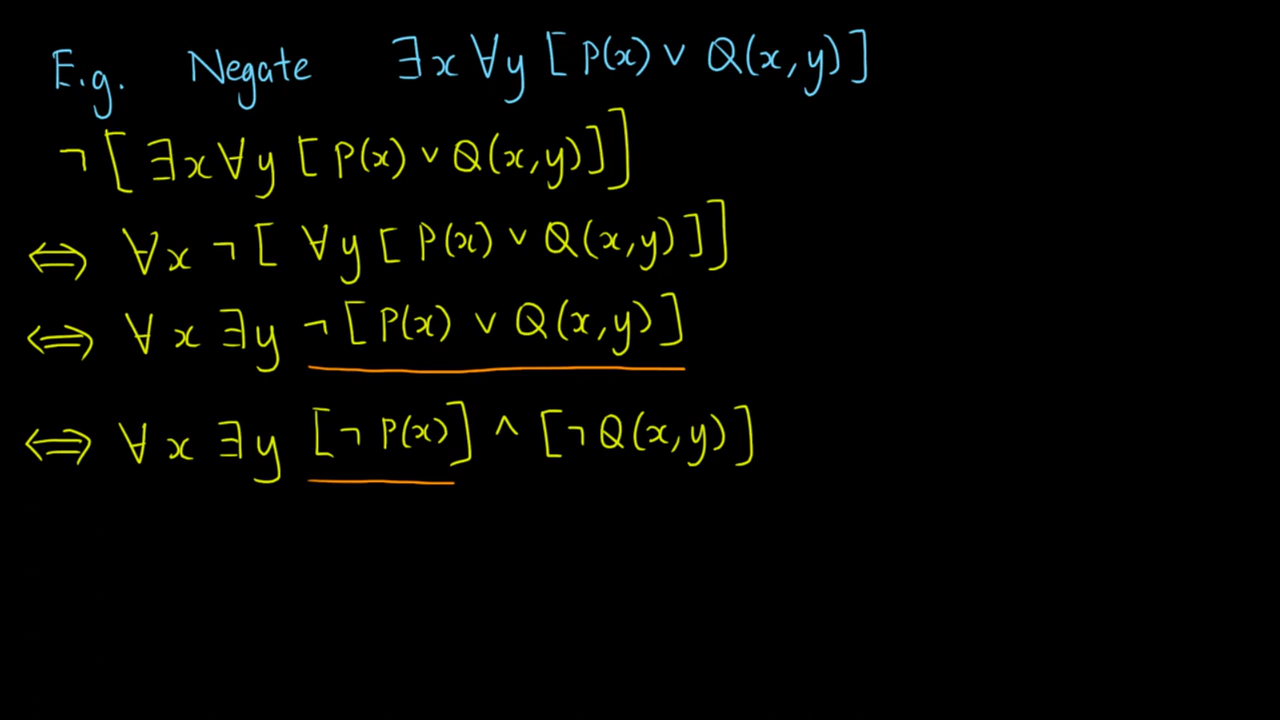 E.g. Negate ∃x ∀y [P(x) ∨ Q(x,y)]
¬[∃x ∀y [P(x) ∨ Q(x,y)]]
⇔ ∀x ¬[∀y [P(x) ∨ Q(x,y)]]
⇔ ∀x ∃y ¬[P(x) ∨ Q(x,y)]
⇔ ∀x ∃y [¬P(x)] ∧ [¬Q(x,y)]